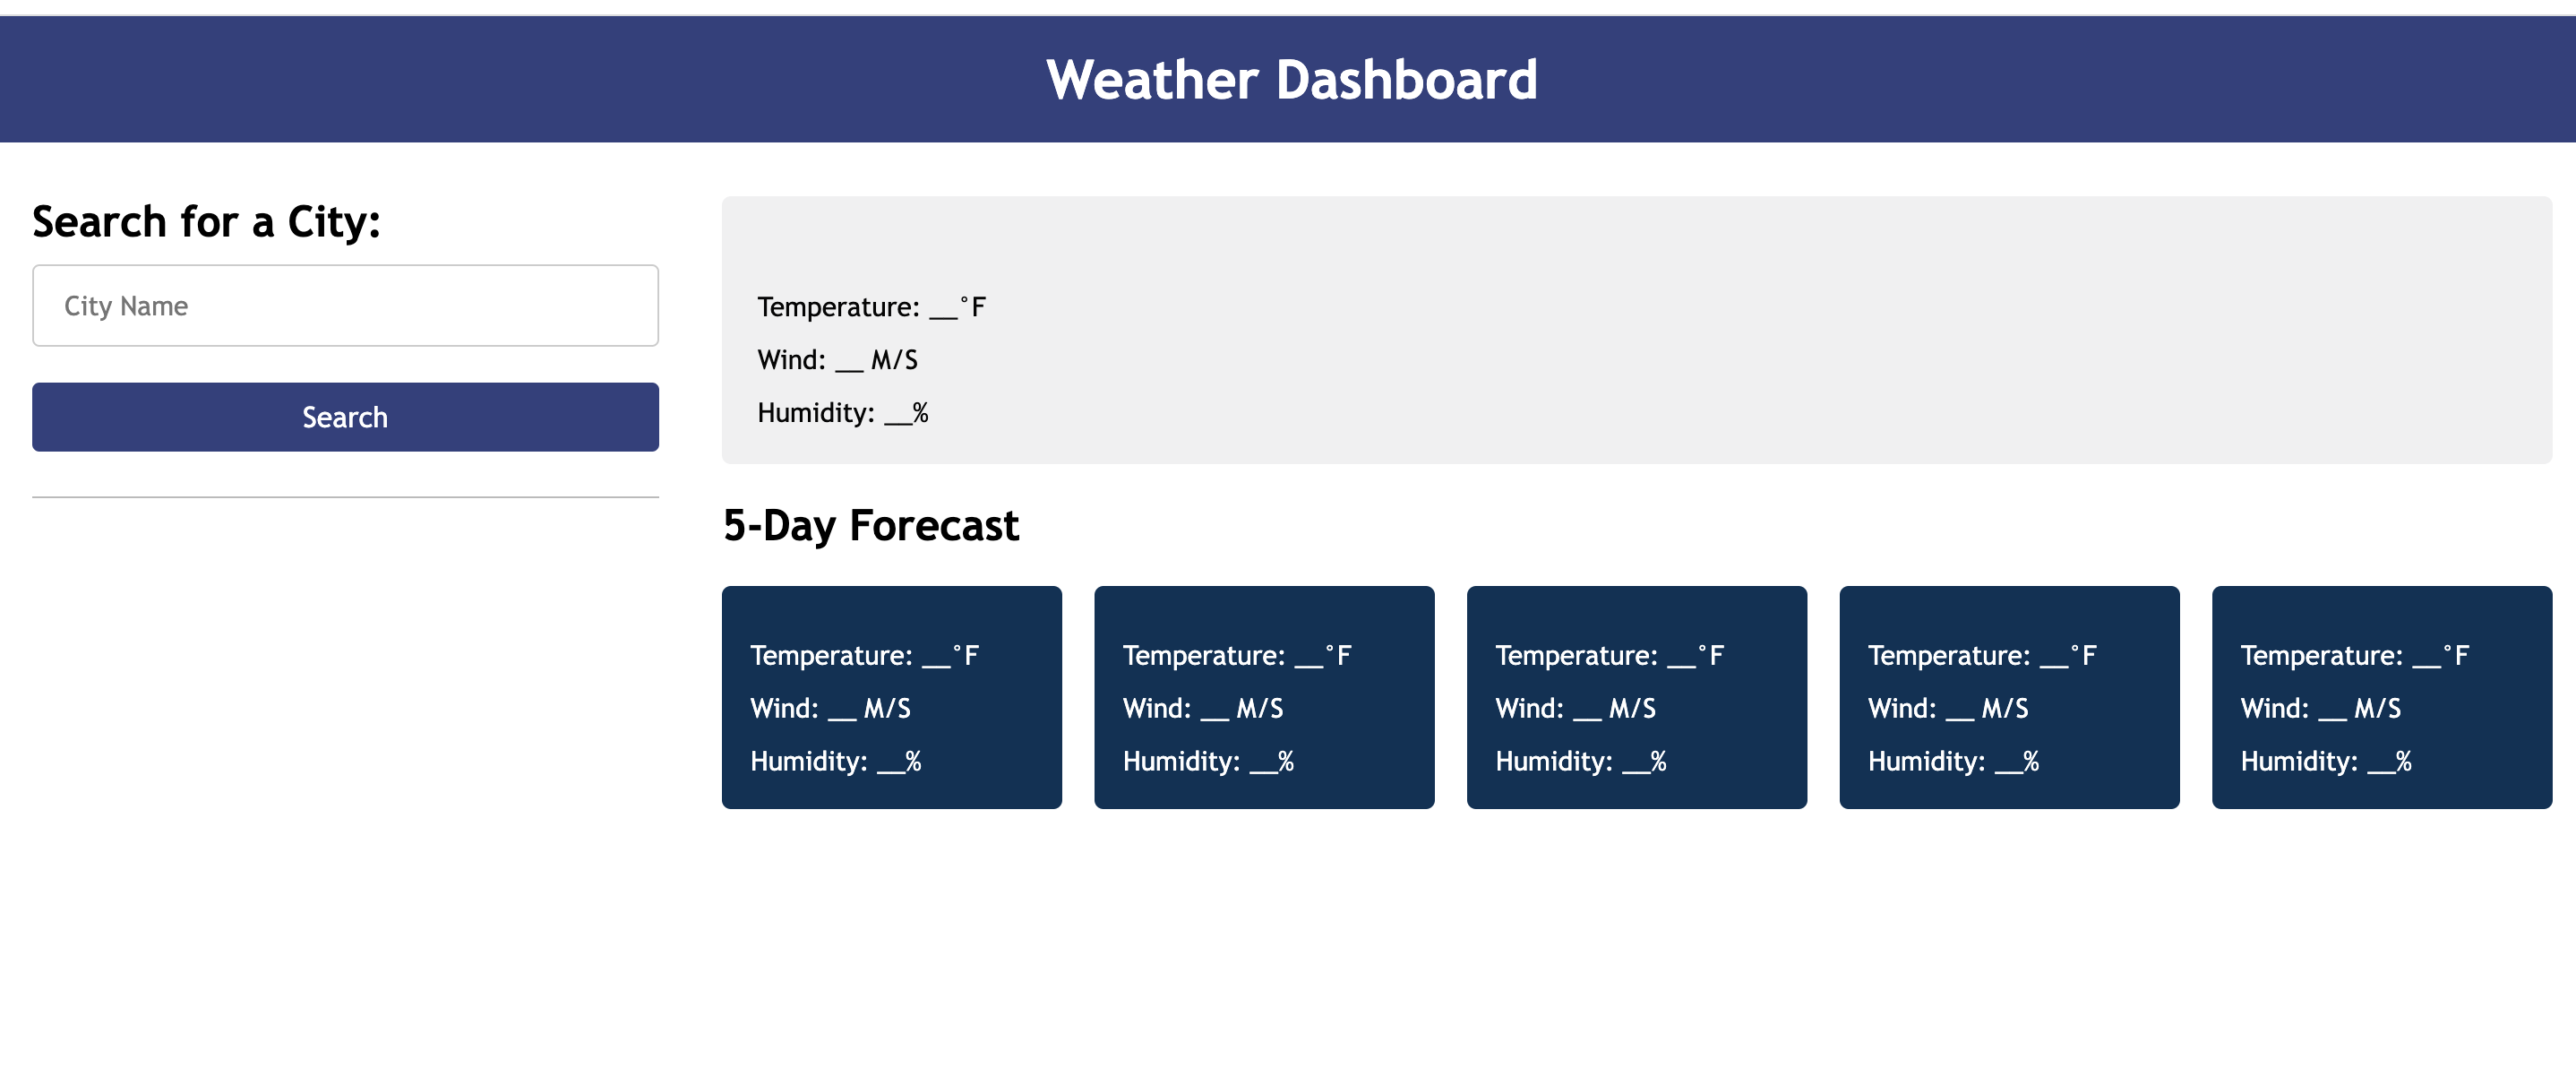 Weather Dashboard
Search for a City:
City Name
Search
Temperature: __°F
Wind: __ M/S
Humidity: __%
5-Day Forecast
Temperature: __°F
Wind: __ M/S
Humidity: __%
Temperature: __°F
Wind: __ M/S
Humidity: __%
Temperature: __°F
Wind: __ M/S
Humidity: __%
Temperature: __°F
Wind: __ M/S
Humidity: __%
Temperature: __°F
Wind: __ M/S
Humidity: __%